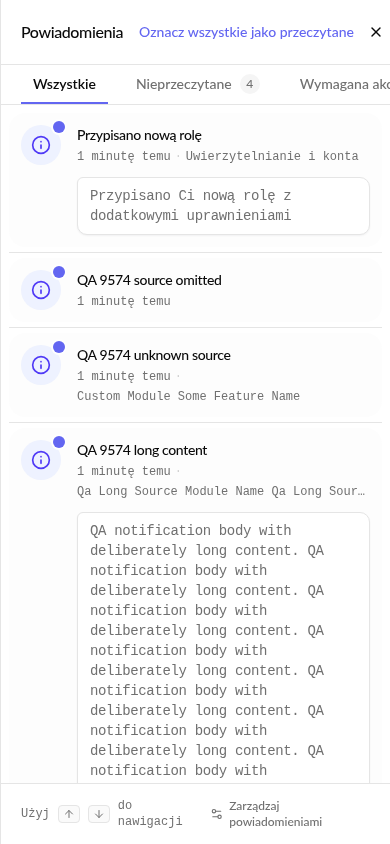 Powiadomienia Oznacz wszystkie jako przeczytane
Wszystkie Nieprzeczytane 4 Wymagana
Przypisano nową rolę
1 minutę temu · Uwierzytelnianie i konta
Przypisano Ci nową rolę z
dodatkowymi uprawnieniami
QA 9574 source omitted
1 minutę temu
QA 9574 unknown source
1 minutę temu ·
Custom Module Some Feature Name
QA 9574 long content
1 minutę temu ·
Qa Long Source Module Name Qa Long Sour…
QA notification body with
deliberately long content. QA
notification body with
deliberately long content. QA
notification body with
deliberately long content. QA
notification body with
deliberately long content. QA
notification body with
deliberately long content. QA
notification body with
deliberately long content. QA
notification body with
Użyj ↑ ↓ do
nawigacji
Zarządzaj
powiadomieniami